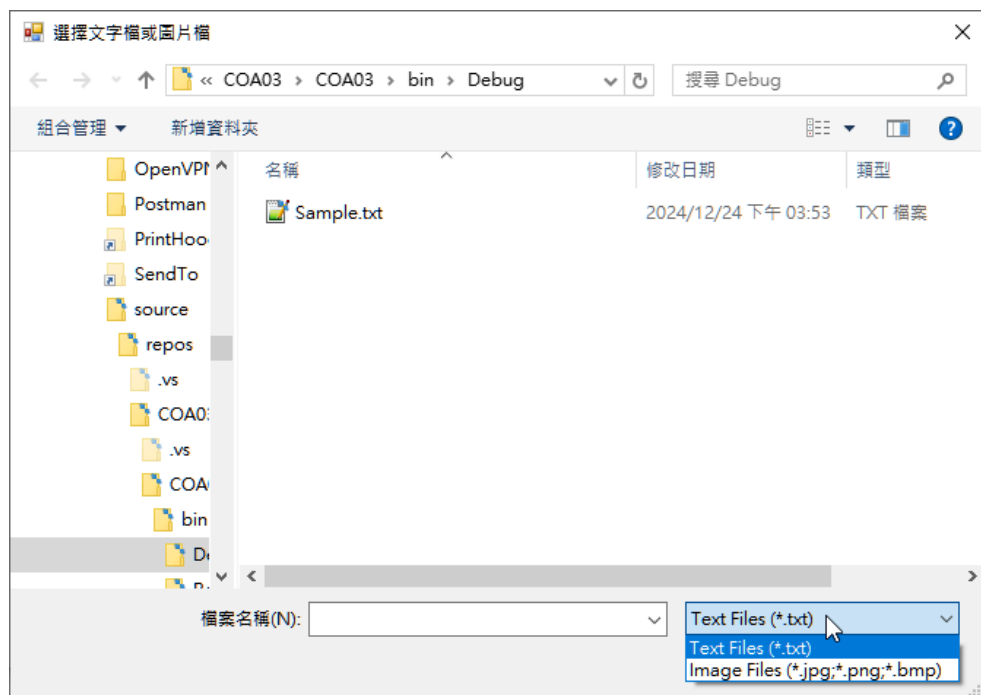 選擇文字檔或圖片檔
« COA03 › COA03 › bin › Debug
搜尋 Debug
組合管理 新增資料夾
名稱 修改日期 類型
OpenVPN
Postman
PrintHoo
SendTo
source
repos
.vs
COA03
.vs
COA
bin
De
Sample.txt 2024/12/24 下午 03:53 TXT 檔案
檔案名稱(N):
Text Files (*.txt)
Text Files (*.txt)
Image Files (*.jpg;*.png;*.bmp)